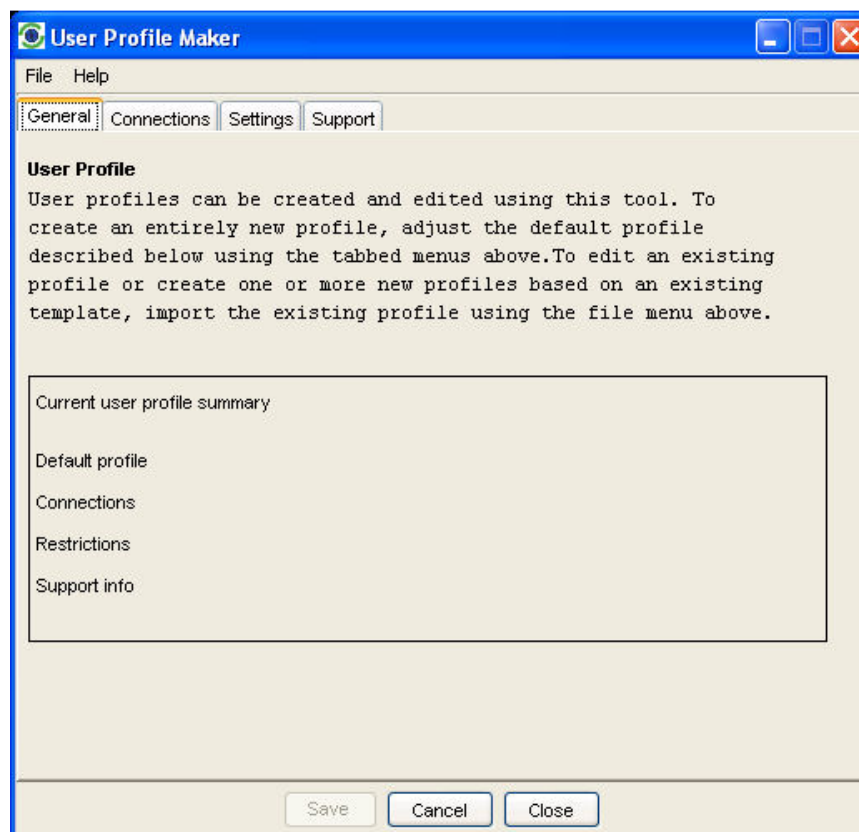 User Profile Maker
File Help
General Connections Settings Support
User Profile
User profiles can be created and edited using this tool. To
create an entirely new profile, adjust the default profile
described below using the tabbed menus above.To edit an existing
profile or create one or more new profiles based on an existing
template, import the existing profile using the file menu above.
Current user profile summary
Default profile
Connections
Restrictions
Support info
Save Cancel Close